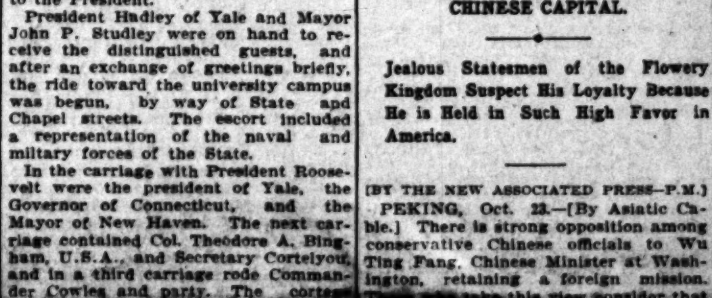 to the President.
President Hadley of Yale and Mayor
John P. Studley were on hand to re-
ceive the distinguished guests, and
after an exchange of greetings briefly,
the ride toward the university campus
was begun, by way of State and
Chapel streets. The escort included
a representation of the naval and
miltary forces of the State.
In the carriage with President Roose-
velt were the president of Yale, the
Governor of Connecticut, and the
Mayor of New Haven. The next car-
riage contained Col. Theodore A. Bing-
ham, U.S.A., and Secretary Cortelyou,
and in a third carriage rode Comman-
der Cowles and party. The cortege
CHINESE CAPITAL.
Jealous Statesmen of the Flowery
Kingdom Suspect His Loyalty Because
He is Held in Such High Favor in
America.
[BY THE NEW ASSOCIATED PRESS—P.M.]
PEKING, Oct. 23.—[By Asiatic Ca-
ble.] There is strong opposition among
conservative Chinese officials to Wu
Ting Fang, Chinese Minister at Wash-
ington, retaining a foreign mission.